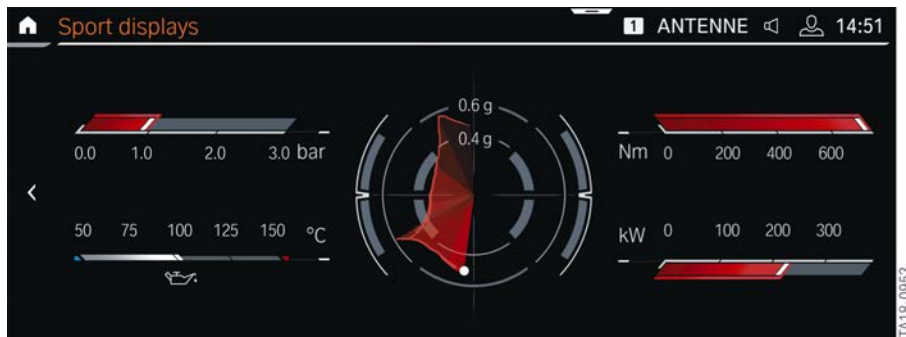 Sport displays
1 ANTENNE 14:51
0.6 g
0.4 g
0.0 1.0 2.0 3.0 bar
Nm 0 200 400 600
50 75 100 125 150 °C
kW 0 100 200 300
TA18-0952